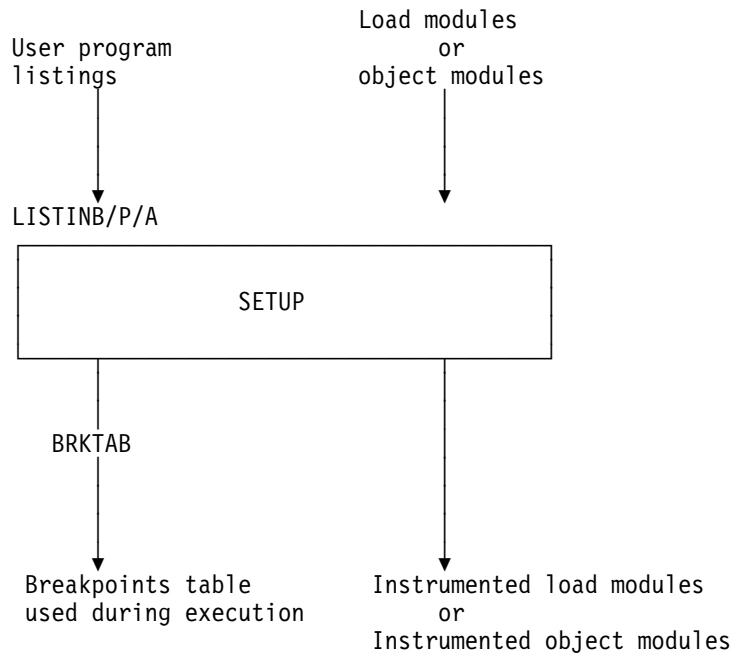 User program
listings
Load modules
or
object modules
LISTINB/P/A
SETUP
BRKTAB
Breakpoints table
used during execution
Instrumented load modules
or
Instrumented object modules